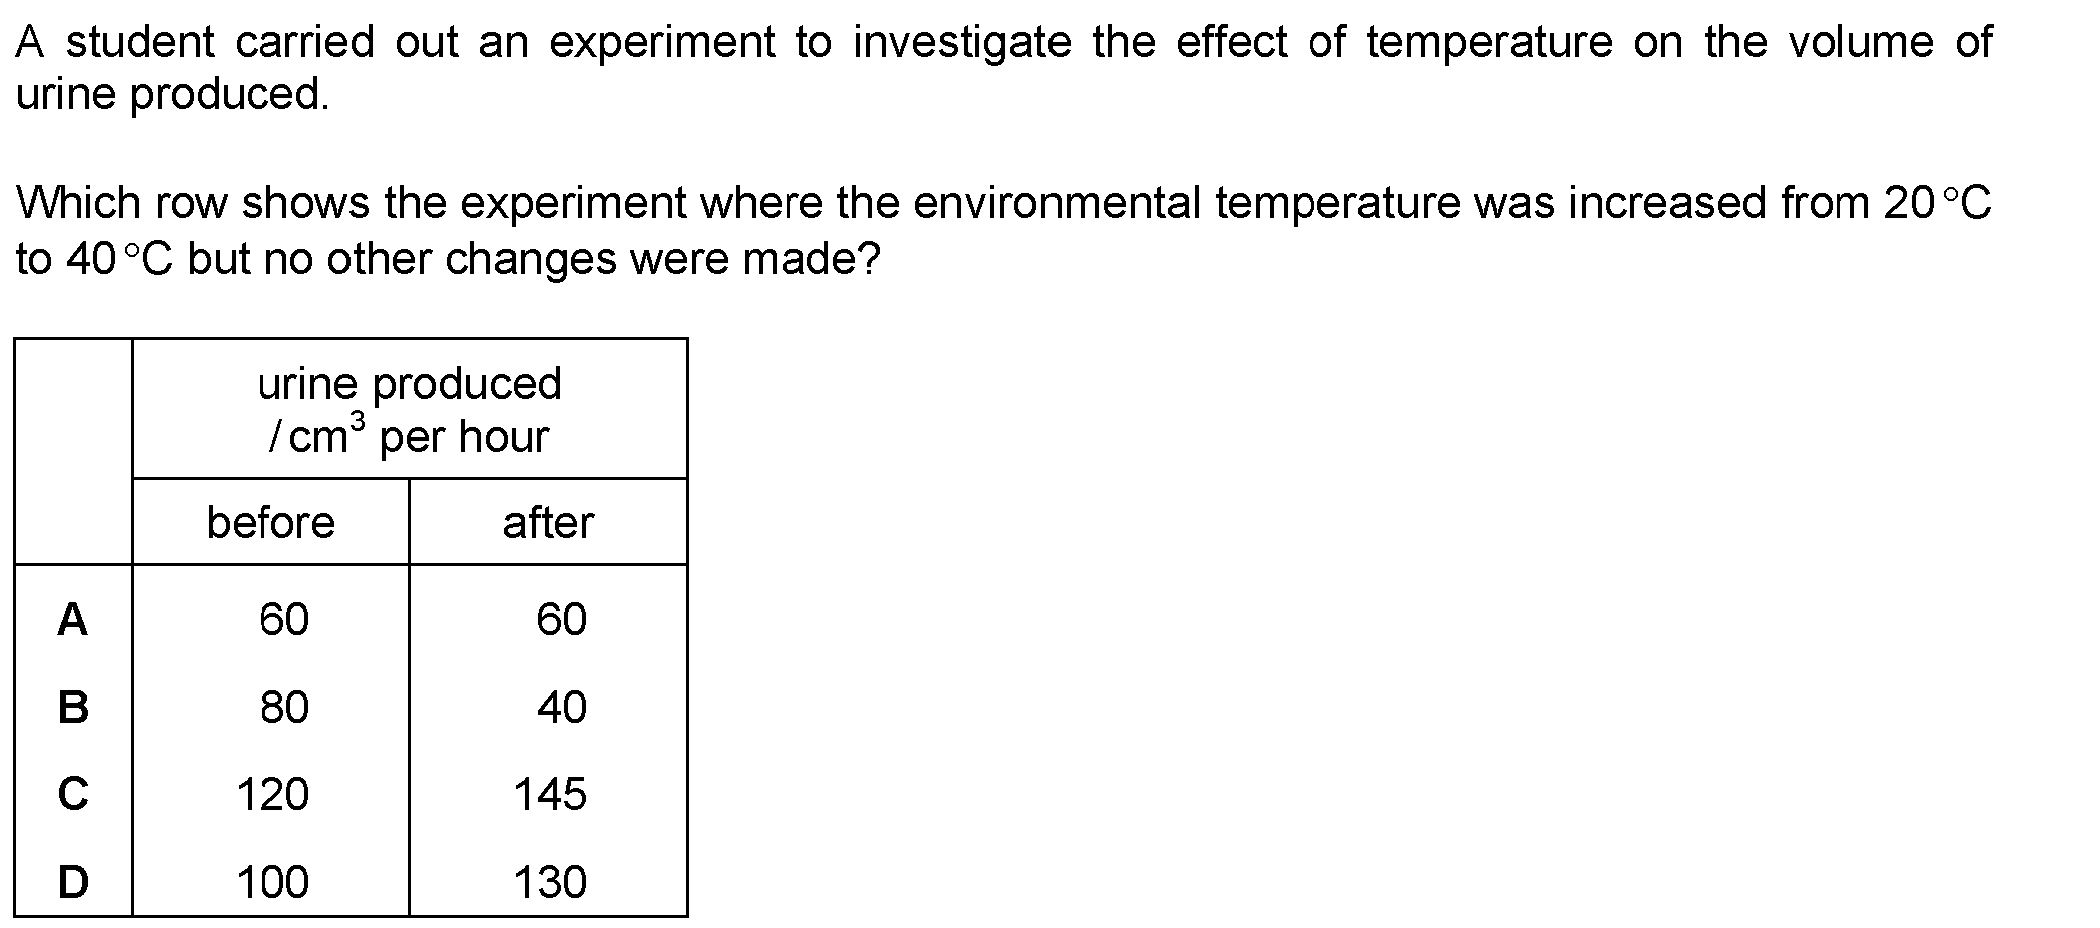 A student carried out an experiment to investigate the effect of temperature on the volume of
urine produced.
Which row shows the experiment where the environmental temperature was increased from 20 °C
to 40 °C but no other changes were made?
urine produced
/ cm³ per hour
before after
A 60 60
B 80 40
C 120 145
D 100 130